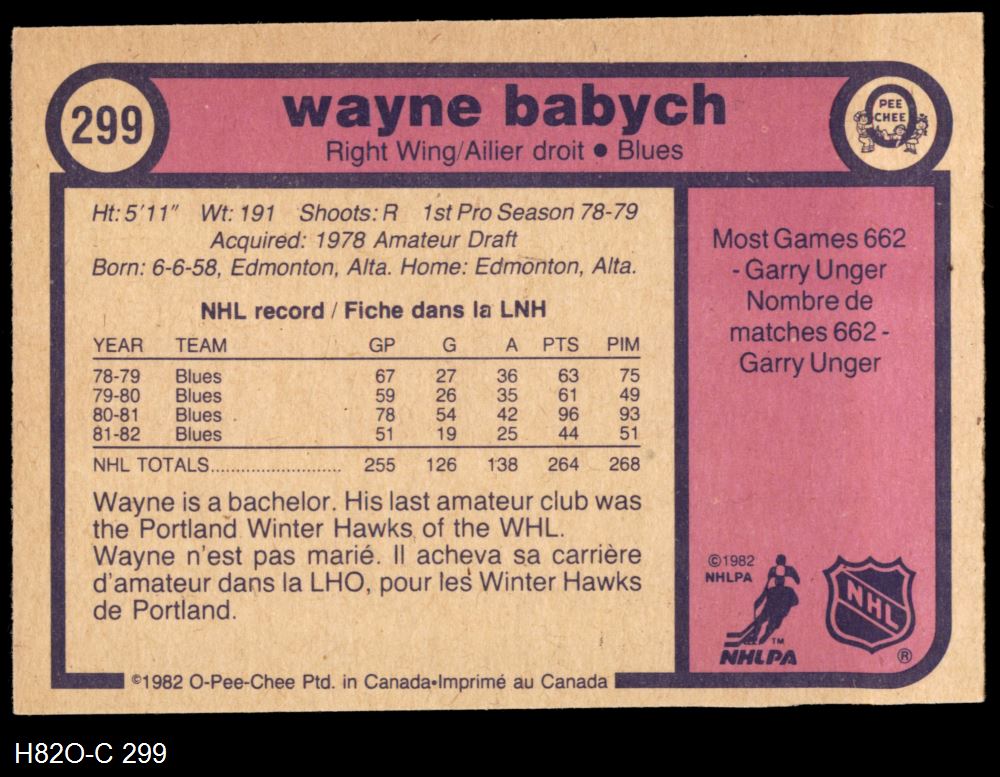 299
wayne babych
Right Wing/Ailier droit • Blues
PEE
CHEE
Ht: 5'11" Wt: 191 Shoots: R 1st Pro Season 78-79
Acquired: 1978 Amateur Draft
Born: 6-6-58, Edmonton, Alta. Home: Edmonton, Alta.
NHL record / Fiche dans la LNH
YEAR TEAM GP G A PTS PIM
78-79 Blues 67 27 36 63 75
79-80 Blues 59 26 35 61 49
80-81 Blues 78 54 42 96 93
81-82 Blues 51 19 25 44 51
NHL TOTALS........................ 255 126 138 264 268
Wayne is a bachelor. His last amateur club was
the Portland Winter Hawks of the WHL.
Wayne n'est pas marié. Il acheva sa carrière
d'amateur dans la LHO, pour les Winter Hawks
de Portland.
Most Games 662
- Garry Unger
Nombre de
matches 662 -
Garry Unger
©1982
NHLPA
TM
NHLPA
NHL
®
©1982 O-Pee-Chee Ptd. in Canada•Imprimé au Canada
H82O-C 299